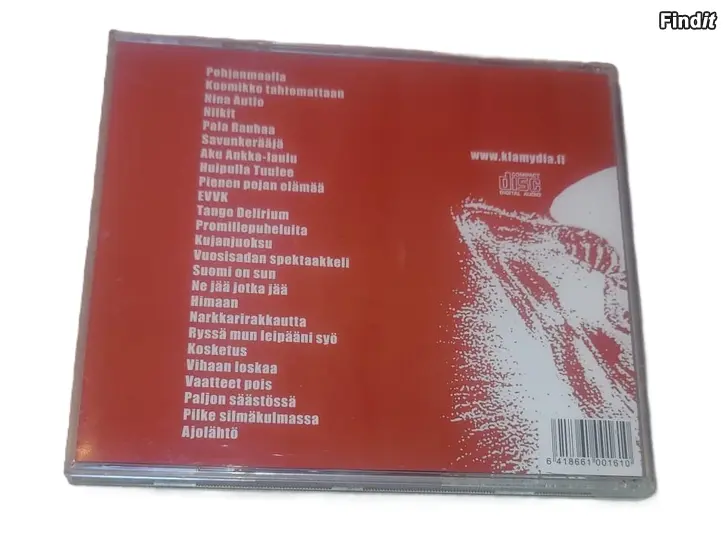 Findit
Pohjanmaalla
Koomikko tahtomattaan
Nina Autio
Nilkit
Pala Rauhaa
Savunkerääjä
Aku Ankka-laulu
Huipulla Tuulee
Pienen pojan elämää
EVVK
Tango Delirium
Promillepuheluita
Kujanjuoksu
Vuosisadan spektaakkeli
Suomi on sun
Ne jää jotka jää
Himaan
Narkkarirakkautta
Ryssä mun leipääni syö
Kosketus
Vihaan loskaa
Vaatteet pois
Paljon säästössä
Pilke silmäkulmassa
Ajolähtö
www.klamydia.fi
COMPACT
disc
DIGITAL AUDIO
6 418661 001610